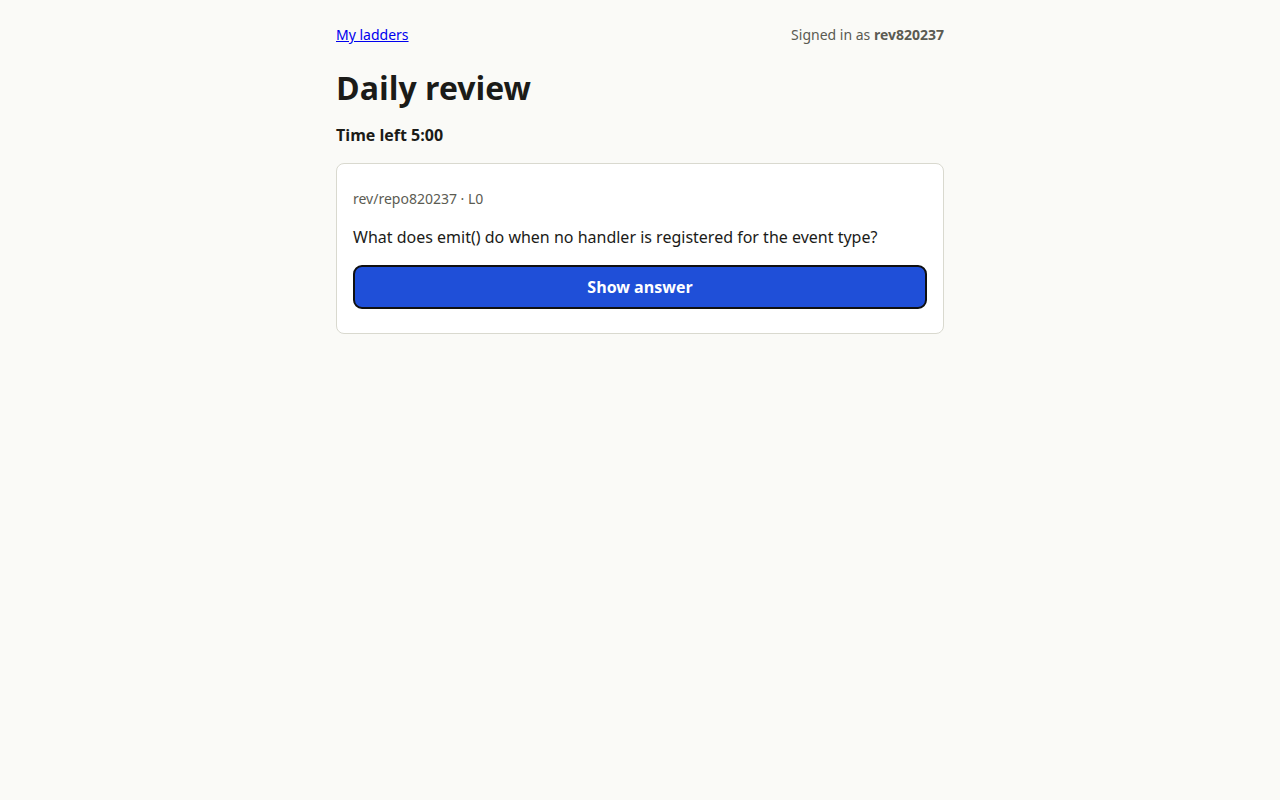 My ladders
Signed in as rev820237
Daily review
Time left 5:00
rev/repo820237 · L0
What does emit() do when no handler is registered for the event type?
Show answer